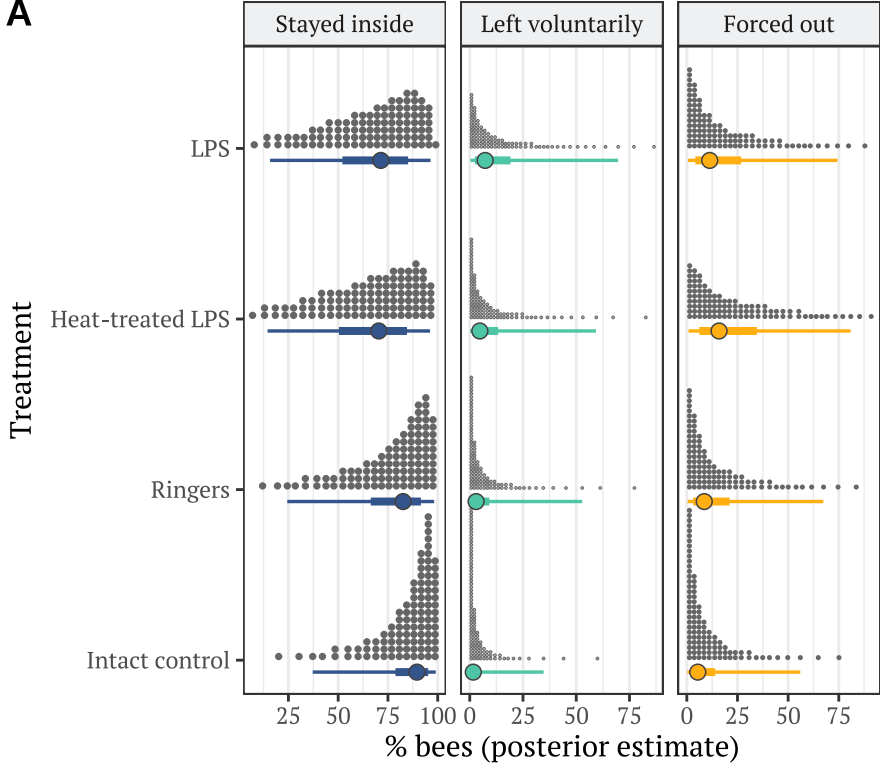 A
Stayed inside
Left voluntarily
Forced out
Treatment
LPS
Heat-treated LPS
Ringers
Intact control
25 50 75 100
0 25 50 75
0 25 50 75
% bees (posterior estimate)